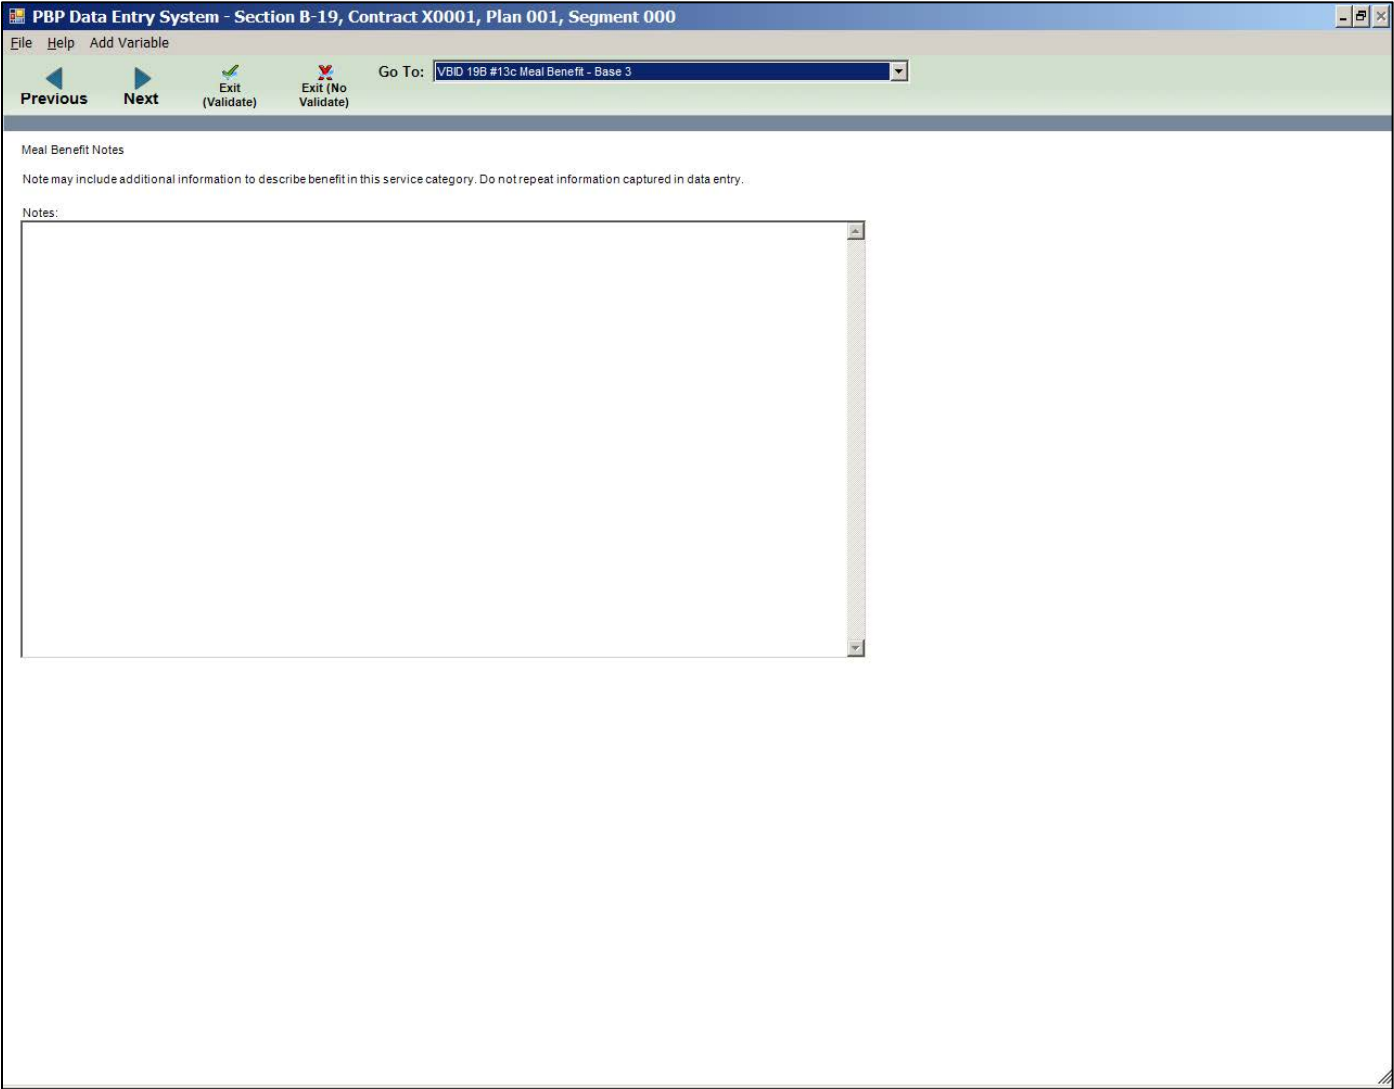 PBP Data Entry System - Section B-19, Contract X0001, Plan 001, Segment 000
File Help Add Variable
Previous
Next
Exit
(Validate)
Exit (No
Validate)
Go To: VBID 19B #13c Meal Benefit - Base 3
Meal Benefit Notes
Note may include additional information to describe benefit in this service category. Do not repeat information captured in data entry.
Notes: